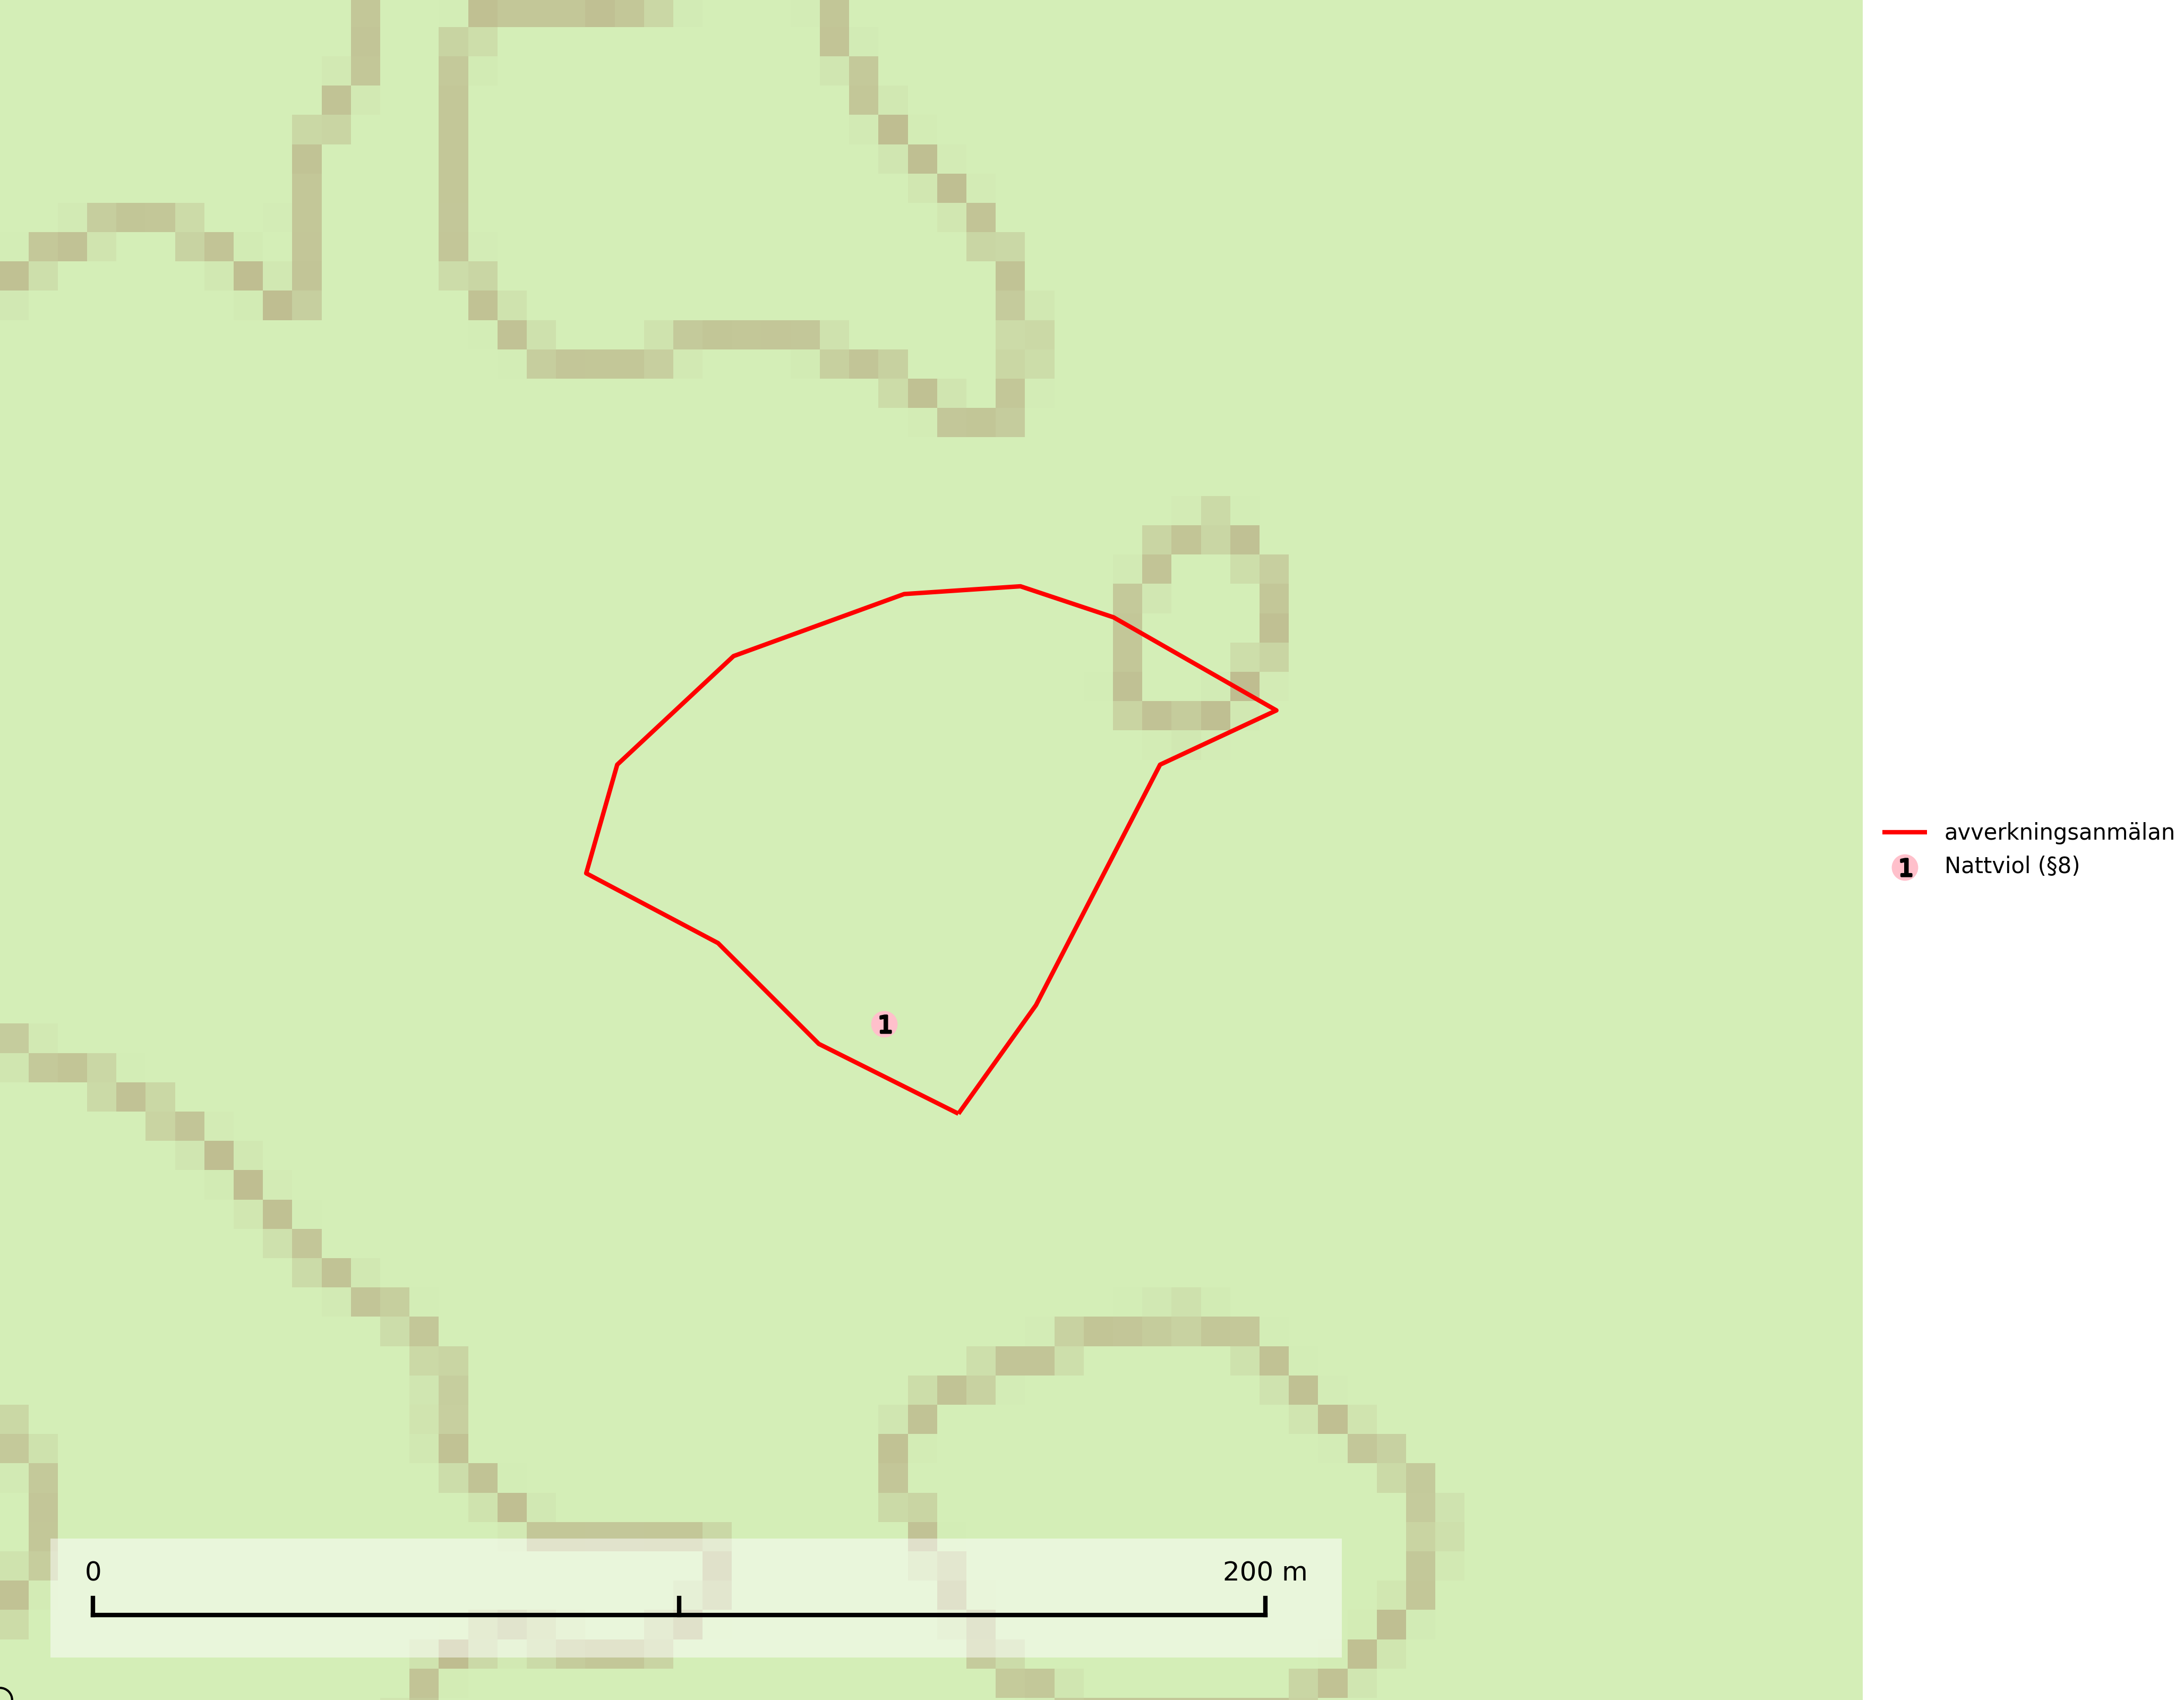 avverkningsanmälan
1 Nattviol (§8)
1
0 200 m